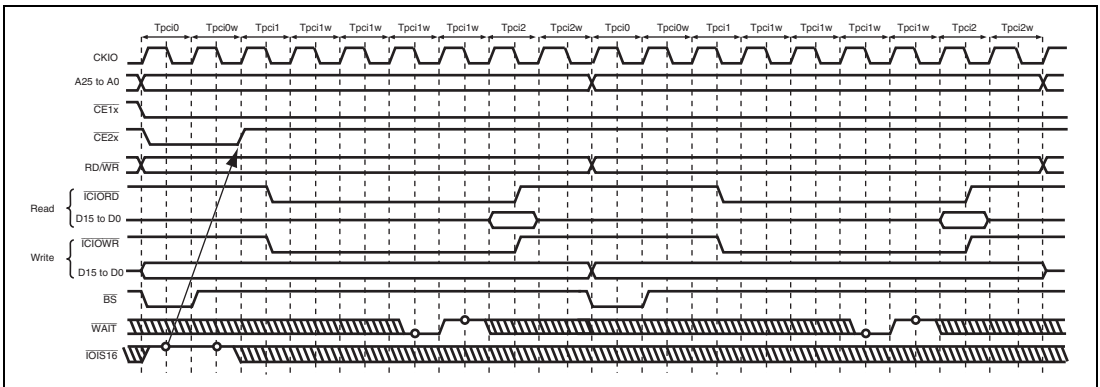 Tpci0 Tpci0w Tpci1 Tpci1w Tpci1w Tpci1w Tpci1w Tpci2 Tpci2w Tpci0 Tpci0w Tpci1 Tpci1w Tpci1w Tpci1w Tpci1w Tpci2 Tpci2w
CKIO
A25 to A0
CE1x
CE2x
RD/WR
ICIORD
Read
D15 to D0
ICIOWR
Write
D15 to D0
BS
WAIT
IOIS16